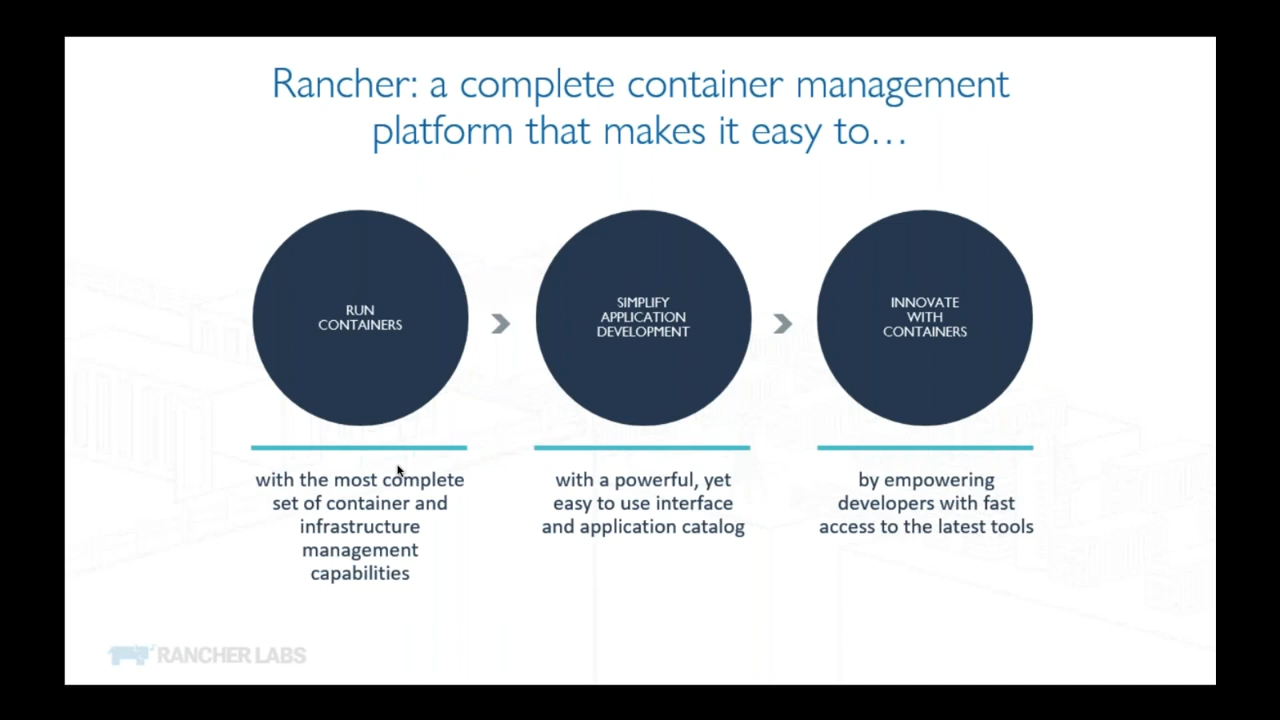 Rancher: a complete container management
platform that makes it easy to…
RUN
CONTAINERS
SIMPLIFY
APPLICATION
DEVELOPMENT
INNOVATE
WITH
CONTAINERS
with the most complete
set of container and
infrastructure
management
capabilities
with a powerful, yet
easy to use interface
and application catalog
by empowering
developers with fast
access to the latest tools
RANCHER LABS